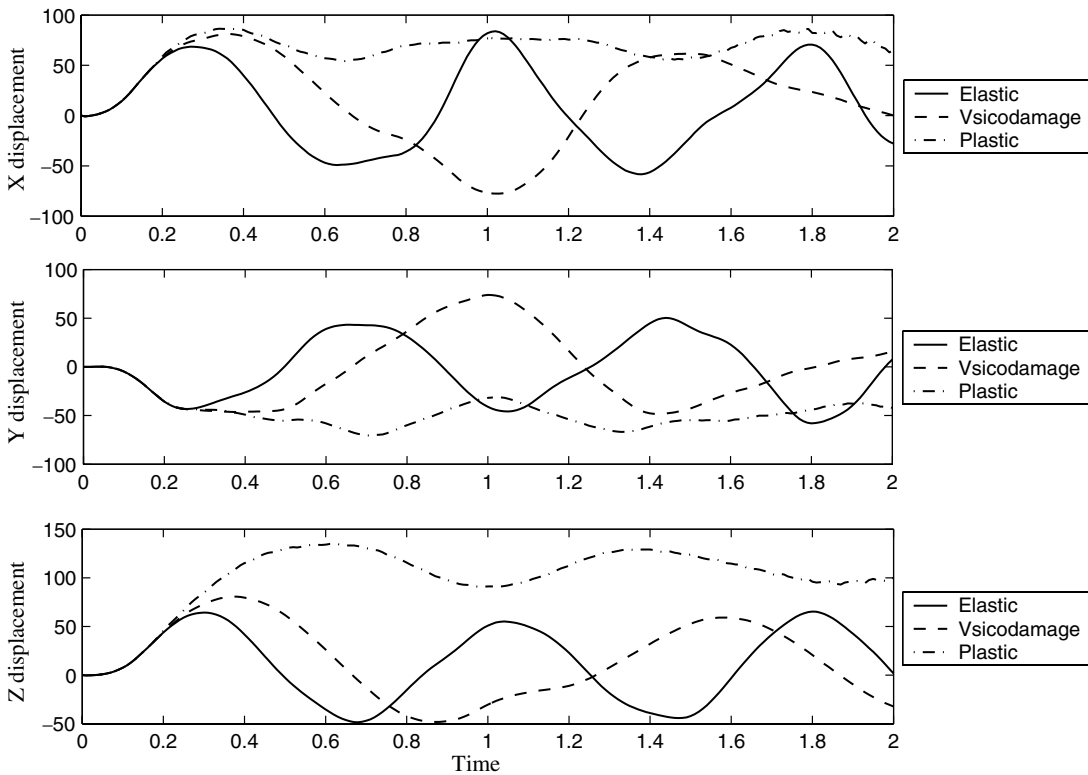 X displacement
100
50
0
−50
−100
0 0.2 0.4 0.6 0.8 1 1.2 1.4 1.6 1.8 2
Elastic
Vsicodamage
Plastic
Y displacement
100
50
0
−50
−100
0 0.2 0.4 0.6 0.8 1 1.2 1.4 1.6 1.8 2
Elastic
Vsicodamage
Plastic
Z displacement
150
100
50
0
−50
0 0.2 0.4 0.6 0.8 1 1.2 1.4 1.6 1.8 2
Time
Elastic
Vsicodamage
Plastic